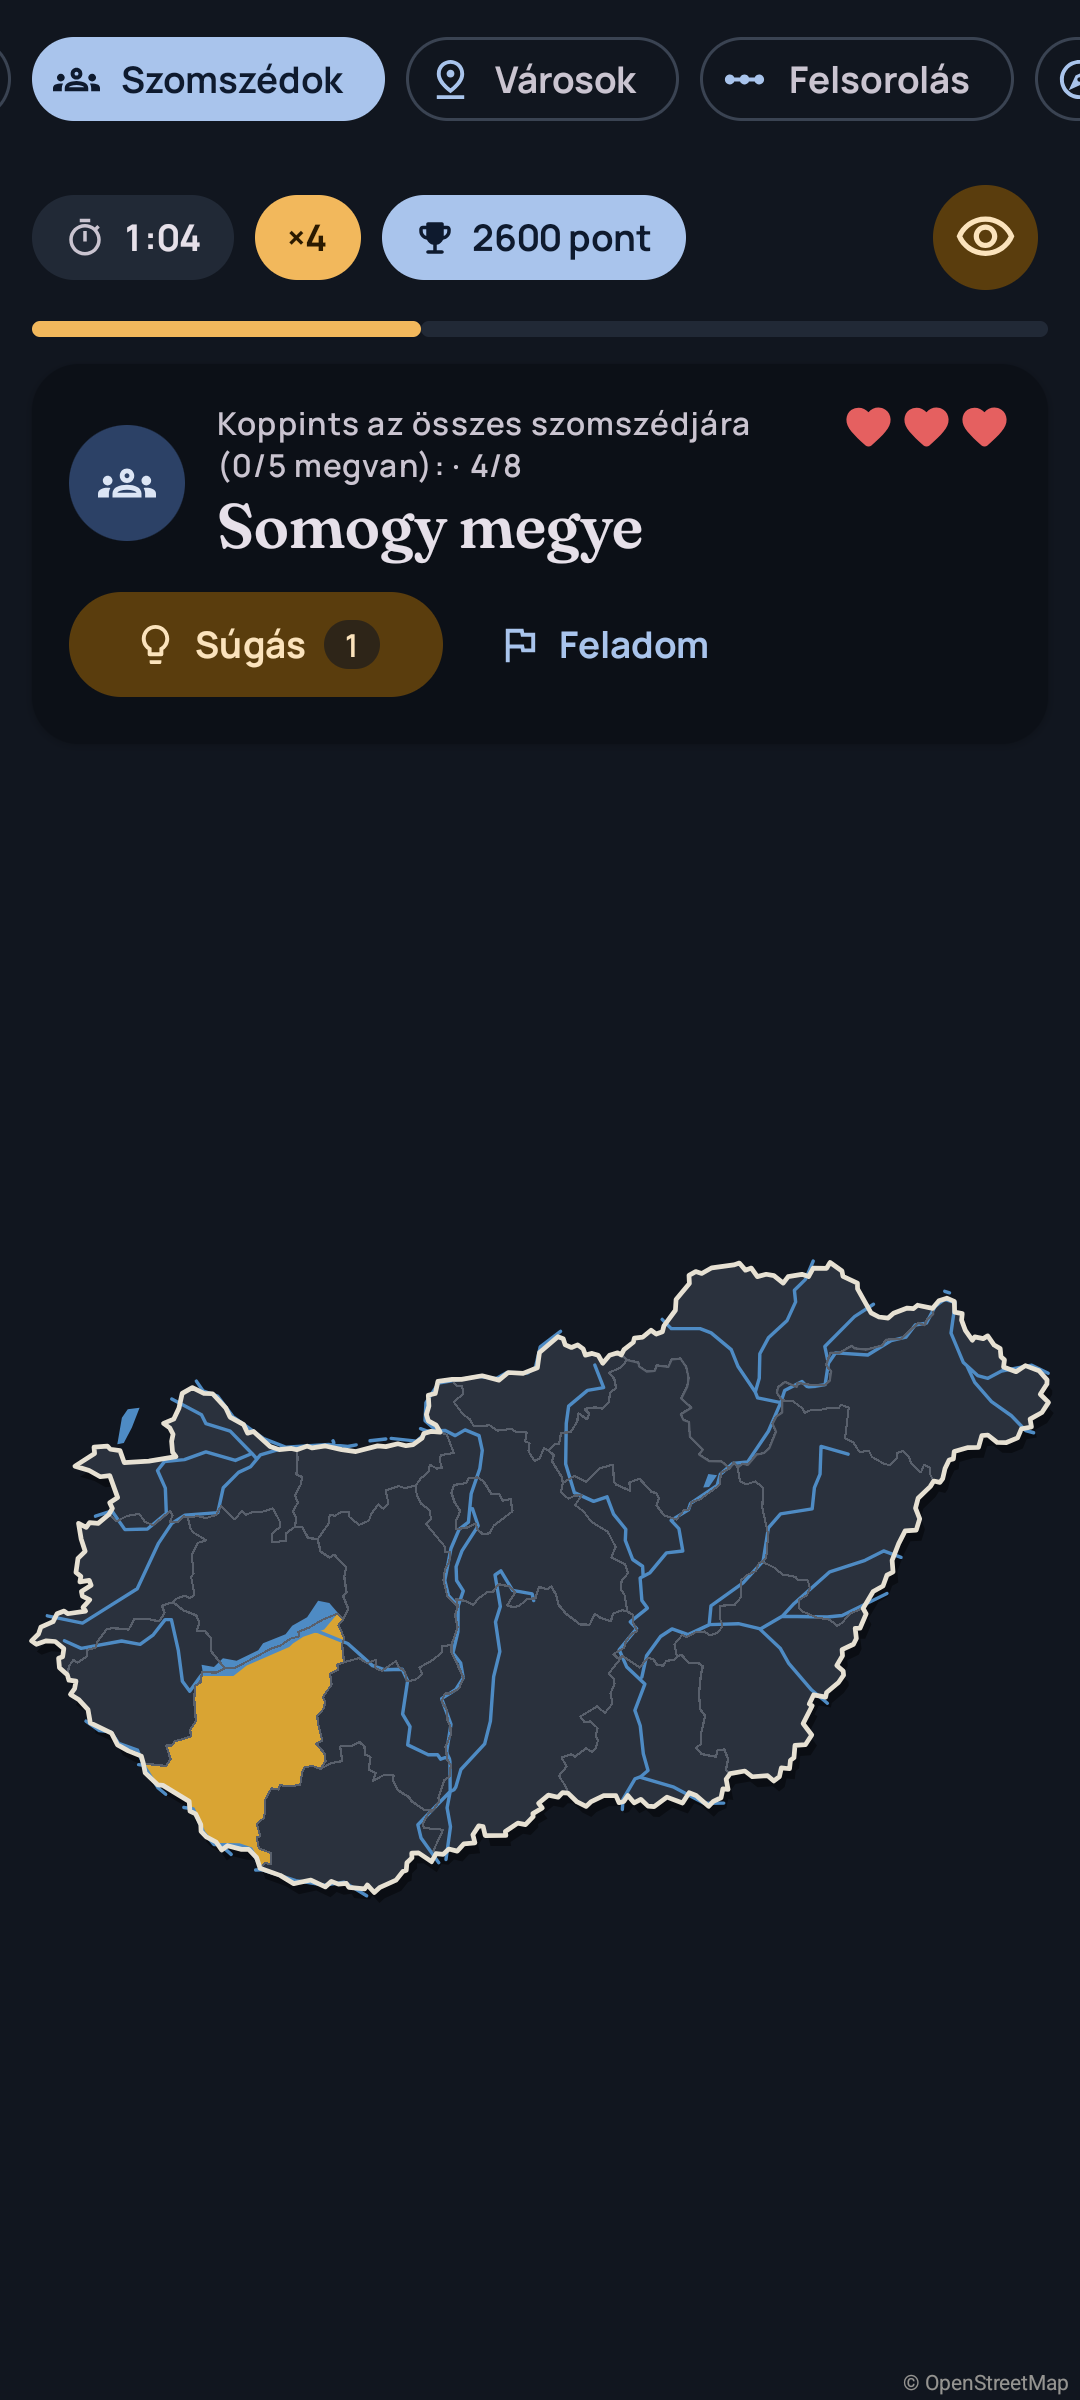 Szomszédok
Városok
Felsorolás
1:04
×4
2600 pont
Koppints az összes szomszédjára
(0/5 megvan): · 4/8
Somogy megye
Súgás 1
Feladom
© OpenStreetMap